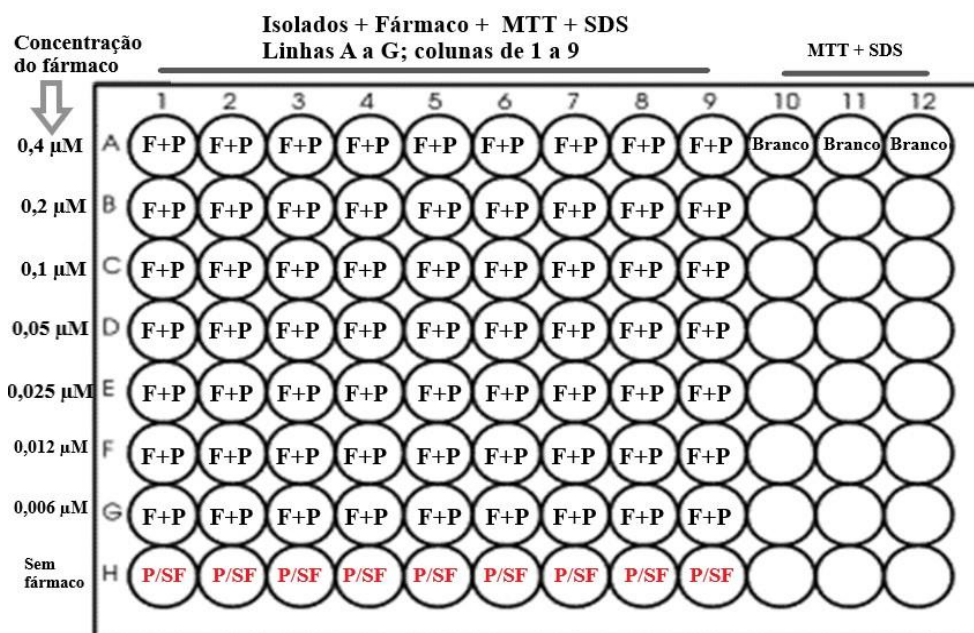 Isolados + Fármaco + MTT + SDS
Linhas A a G; colunas de 1 a 9
MTT + SDS
Concentração
do fármaco
1 2 3 4 5 6 7 8 9 10 11 12
0,4 µM A F+P F+P F+P F+P F+P F+P F+P F+P F+P Branco Branco Branco
0,2 µM B F+P F+P F+P F+P F+P F+P F+P F+P F+P
0,1 µM C F+P F+P F+P F+P F+P F+P F+P F+P F+P
0,05 µM D F+P F+P F+P F+P F+P F+P F+P F+P F+P
0,025 µM E F+P F+P F+P F+P F+P F+P F+P F+P F+P
0,012 µM F F+P F+P F+P F+P F+P F+P F+P F+P F+P
0,006 µM G F+P F+P F+P F+P F+P F+P F+P F+P F+P
Sem
fármaco H P/SF P/SF P/SF P/SF P/SF P/SF P/SF P/SF P/SF